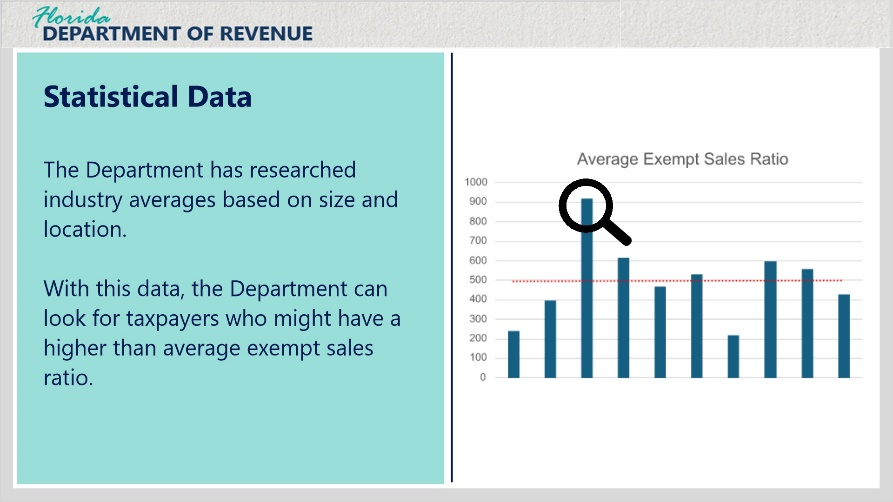 Florida
DEPARTMENT OF REVENUE
Statistical Data
The Department has researched
industry averages based on size and
location.
With this data, the Department can
look for taxpayers who might have a
higher than average exempt sales
ratio.
Average Exempt Sales Ratio
1000
900
800
700
600
500
400
300
200
100
0